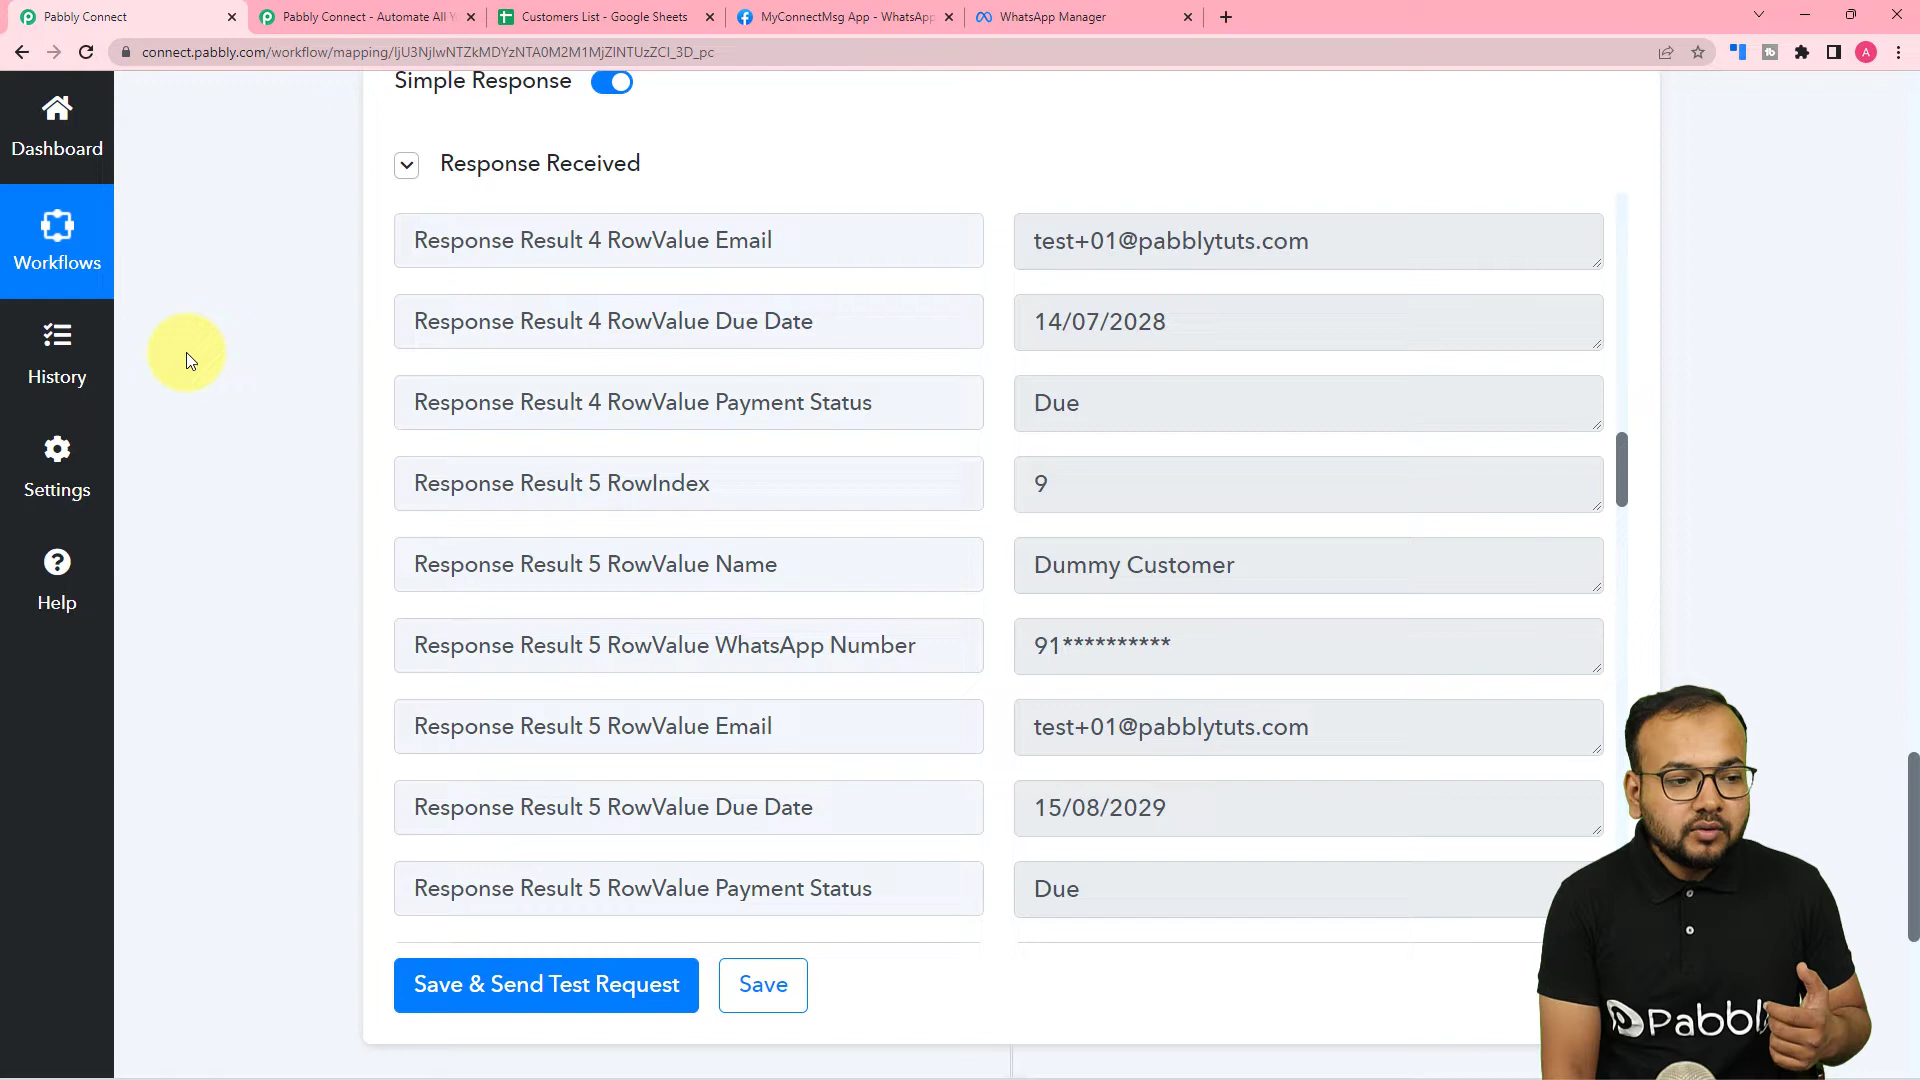 Pabbly Connect
Pabbly Connect - Automate All Y
Customers List - Google Sheets
MyConnectMsg App - WhatsApp
WhatsApp Manager
connect.pabbly.com/workflow/mapping/IjU3NjIwNTZkMDYzNTA0M2M1MjZlNTUzZCI_3D_pc
A
Dashboard
Workflows
History
Settings
Help
Simple Response
Response Received
Response Result 4 RowValue Email
test+01@pabblytuts.com
Response Result 4 RowValue Due Date
14/07/2028
Response Result 4 RowValue Payment Status
Due
Response Result 5 RowIndex
9
Response Result 5 RowValue Name
Dummy Customer
Response Result 5 RowValue WhatsApp Number
91**********
Response Result 5 RowValue Email
test+01@pabblytuts.com
Response Result 5 RowValue Due Date
15/08/2029
Response Result 5 RowValue Payment Status
Due
Save & Send Test Request
Save